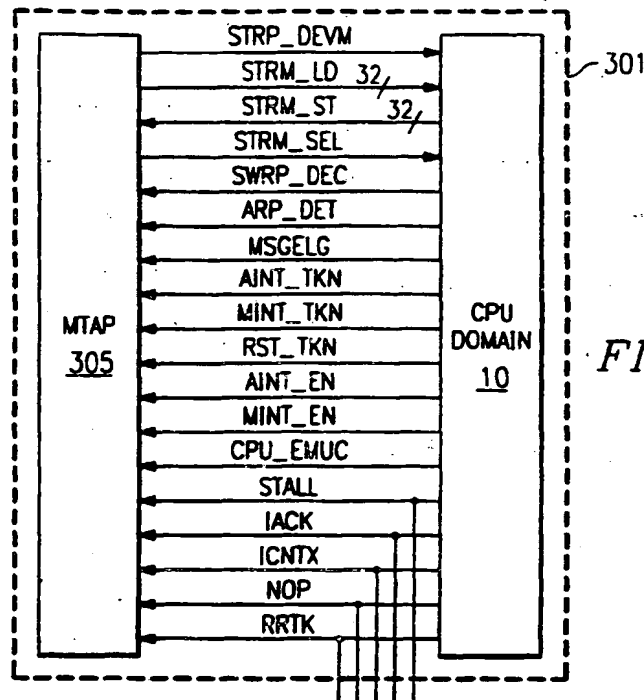 STRP_DEVM
STRM_LD 32
STRM_ST 32
STRM_SEL
SWRP_DEC
ARP_DET
MSGELG
AINT_TKN
MINT_TKN
RST_TKN
AINT_EN
MINT_EN
CPU_EMUC
STALL
IACK
ICNTX
NOP
RRTK
MTAP
305
CPU
DOMAIN
10
301
FI